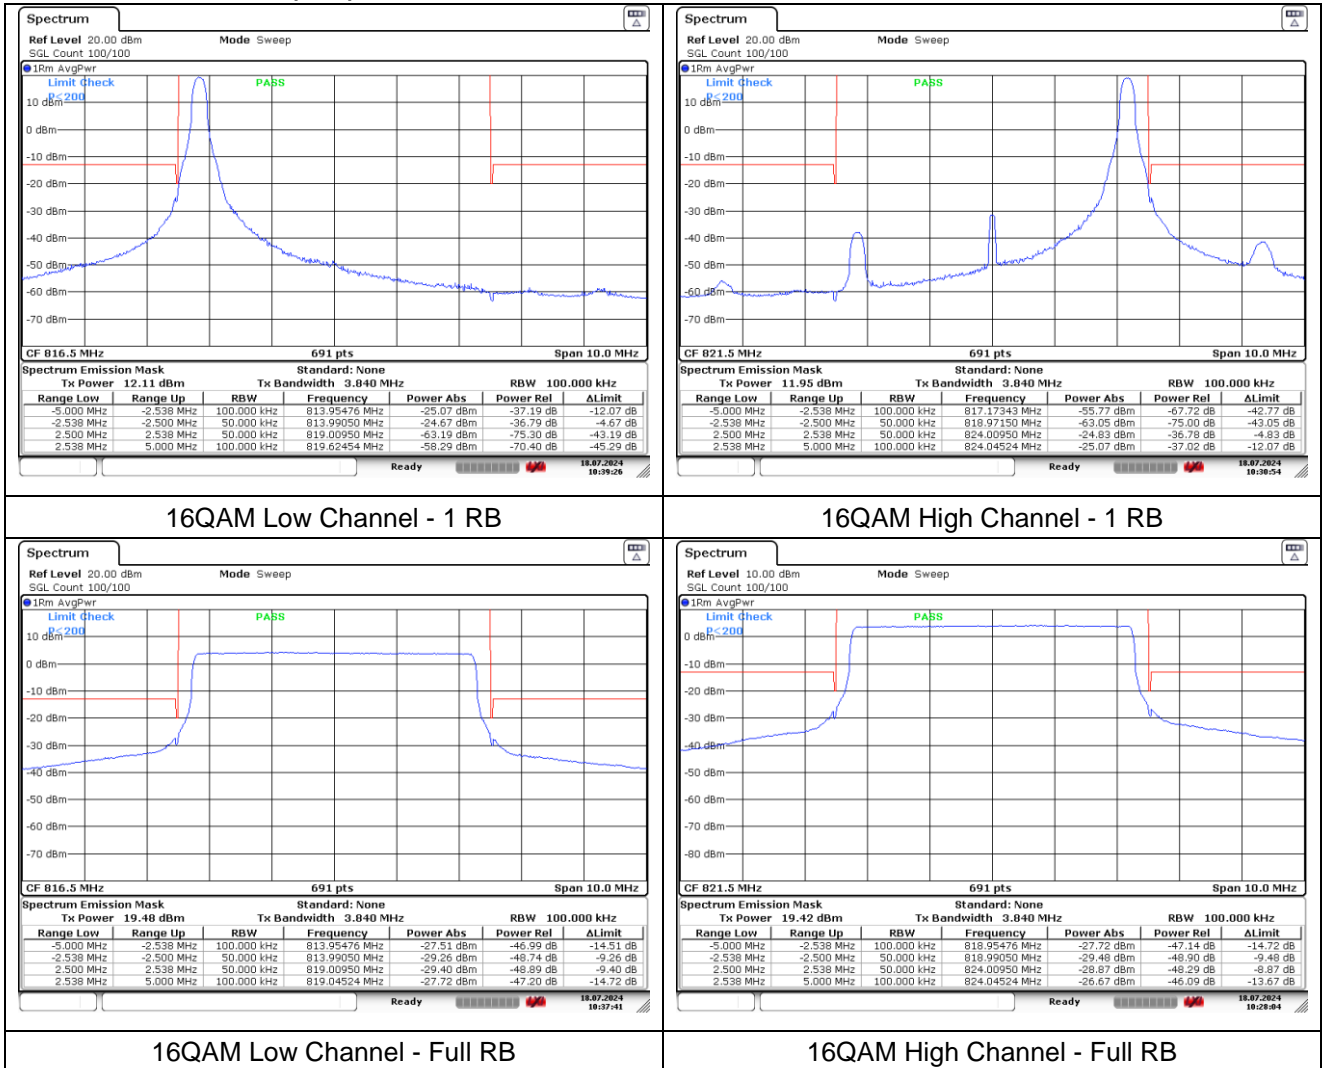 Spectrum
Ref Level 20.00 dBm Mode Sweep
SGL Count 100/100
1Rm AvgPwr
Limit Check PASS
P<200
10 dBm
0 dBm
-10 dBm
-20 dBm
-30 dBm
-40 dBm
-50 dBm
-60 dBm
-70 dBm
CF 816.5 MHz 691 pts Span 10.0 MHz
Spectrum Emission Mask Standard: None
Tx Power 12.11 dBm Tx Bandwidth 3.840 MHz RBW 100.000 kHz
Range Low Range Up RBW Frequency Power Abs Power Rel ΔLimit
-5.000 MHz -2.538 MHz 100.000 kHz 813.95476 MHz -25.07 dBm -37.19 dB -12.07 dB
-2.538 MHz -2.500 MHz 50.000 kHz 813.99050 MHz -24.67 dBm -36.79 dB -4.67 dB
2.500 MHz 2.538 MHz 50.000 kHz 819.00950 MHz -63.19 dBm -75.30 dB -43.19 dB
2.538 MHz 5.000 MHz 100.000 kHz 819.62454 MHz -58.29 dBm -70.40 dB -45.29 dB
Ready 18.07.2024
10:39:26
16QAM Low Channel - 1 RB
Spectrum
Ref Level 20.00 dBm Mode Sweep
SGL Count 100/100
1Rm AvgPwr
Limit Check PASS
P<200
10 dBm
0 dBm
-10 dBm
-20 dBm
-30 dBm
-40 dBm
-50 dBm
-60 dBm
-70 dBm
CF 821.5 MHz 691 pts Span 10.0 MHz
Spectrum Emission Mask Standard: None
Tx Power 11.95 dBm Tx Bandwidth 3.840 MHz RBW 100.000 kHz
Range Low Range Up RBW Frequency Power Abs Power Rel ΔLimit
-5.000 MHz -2.538 MHz 100.000 kHz 817.17343 MHz -55.77 dBm -67.72 dB -42.77 dB
-2.538 MHz -2.500 MHz 50.000 kHz 818.97150 MHz -63.05 dBm -75.00 dB -43.05 dB
2.500 MHz 2.538 MHz 50.000 kHz 824.00950 MHz -24.83 dBm -36.78 dB -4.83 dB
2.538 MHz 5.000 MHz 100.000 kHz 824.04524 MHz -25.07 dBm -37.02 dB -12.07 dB
Ready 18.07.2024
10:30:54
16QAM High Channel - 1 RB
Spectrum
Ref Level 20.00 dBm Mode Sweep
SGL Count 100/100
1Rm AvgPwr
Limit Check PASS
P<200
10 dBm
0 dBm
-10 dBm
-20 dBm
-30 dBm
-40 dBm
-50 dBm
-60 dBm
-70 dBm
CF 816.5 MHz 691 pts Span 10.0 MHz
Spectrum Emission Mask Standard: None
Tx Power 19.48 dBm Tx Bandwidth 3.840 MHz RBW 100.000 kHz
Range Low Range Up RBW Frequency Power Abs Power Rel ΔLimit
-5.000 MHz -2.538 MHz 100.000 kHz 813.95476 MHz -27.51 dBm -46.99 dB -14.51 dB
-2.538 MHz -2.500 MHz 50.000 kHz 813.99050 MHz -29.26 dBm -48.74 dB -9.26 dB
2.500 MHz 2.538 MHz 50.000 kHz 819.00950 MHz -29.40 dBm -48.89 dB -9.40 dB
2.538 MHz 5.000 MHz 100.000 kHz 819.04524 MHz -27.72 dBm -47.20 dB -14.72 dB
Ready 18.07.2024
10:37:41
16QAM Low Channel - Full RB
Spectrum
Ref Level 10.00 dBm Mode Sweep
SGL Count 100/100
1Rm AvgPwr
Limit Check PASS
P<200
0 dBm
-10 dBm
-20 dBm
-30 dBm
-40 dBm
-50 dBm
-60 dBm
-70 dBm
-80 dBm
CF 821.5 MHz 691 pts Span 10.0 MHz
Spectrum Emission Mask Standard: None
Tx Power 19.42 dBm Tx Bandwidth 3.840 MHz RBW 100.000 kHz
Range Low Range Up RBW Frequency Power Abs Power Rel ΔLimit
-5.000 MHz -2.538 MHz 100.000 kHz 818.95476 MHz -27.72 dBm -47.14 dB -14.72 dB
-2.538 MHz -2.500 MHz 50.000 kHz 818.99050 MHz -29.48 dBm -48.90 dB -9.48 dB
2.500 MHz 2.538 MHz 50.000 kHz 824.00950 MHz -28.87 dBm -48.29 dB -8.87 dB
2.538 MHz 5.000 MHz 100.000 kHz 824.04524 MHz -26.67 dBm -46.09 dB -13.67 dB
Ready 18.07.2024
10:28:04
16QAM High Channel - Full RB